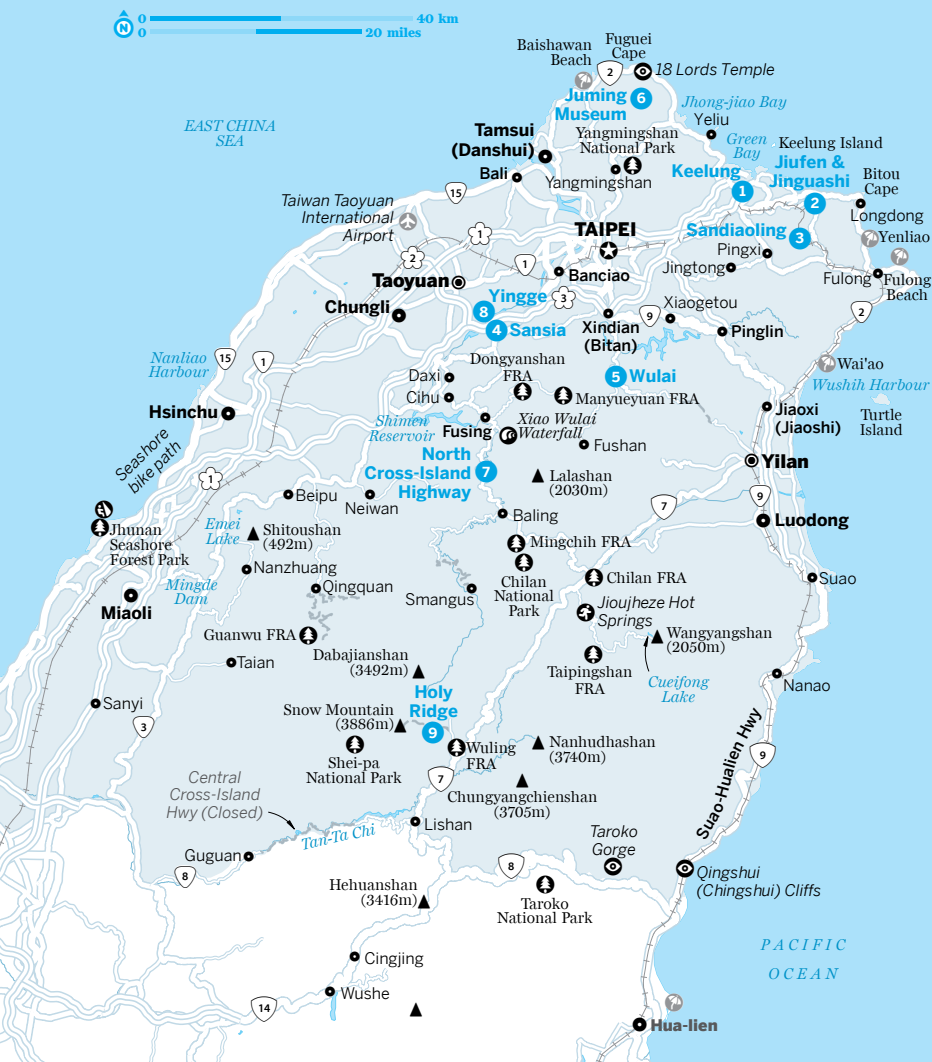 0 40 km
N
0 20 miles
Fuguei
Cape
Baishawan
Beach
2
18 Lords Temple
Juming
Museum
6
Jhong-jiao Bay
Yeliu
EAST CHINA
SEA
Tamsui
(Danshui)
Yangmingshan
National Park
Green
Bay
Keelung Island
Bali
Yangmingshan
Keelung
1
Jiufen &
Jinguashi
2
Bitou
Cape
15
Longdong
Taiwan Taoyuan
International
Airport
1
TAIPEI
Sandiaoling
3
Yenliao
2
1
Pingxi
Banciao
Jingtong
Taoyuan
Fulong
Fulong
Beach
Yingge
8
3
Chungli
4
Sansia
Xindian
(Bitan)
9
Xiaogetou
Pinglin
2
Nanliao
Harbour
15
1
Dongyanshan
FRA
Wai'ao
Daxi
5
Wulai
Wushih Harbour
Cihu
Manyueyuan FRA
Turtle
Island
Hsinchu
Shimen
Reservoir
Fusing
Xiao Wulai
Waterfall
Jiaoxi
(Jiaoshi)
Seashore
bike path
Fushan
North
Cross-Island
Highway
7
Yilan
1
Lalashan
(2030m)
Beipu
Neiwan
7
9
Baling
Luodong
Jhunan
Seashore
Forest Park
Emei
Lake
Shitoushan
(492m)
Mingchih FRA
Nanzhuang
Chilan
National
Park
Chilan FRA
Suao
Mingde
Dam
Qingquan
Smangus
Miaoli
Jioujheze Hot
Springs
Guanwu FRA
Wangyangshan
(2050m)
Taian
Dabajianshan
(3492m)
Taipingshan
FRA
Cueifong
Lake
Nanao
Sanyi
Holy
Ridge
9
3
Snow Mountain
(3886m)
Wuling
FRA
Nanhudhashan
(3740m)
Shei-pa
National Park
Suao-Hualien Hwy
9
7
Central
Cross-Island
Hwy (Closed)
Chungyangchienshan
(3705m)
Lishan
Tan-Ta Chi
Taroko
Gorge
Guguan
8
8
Qingshui
(Chingshui) Cliffs
Hehuanshan
(3416m)
Taroko
National Park
PACIFIC
OCEAN
Cingjing
Wushe
14
Hua-lien